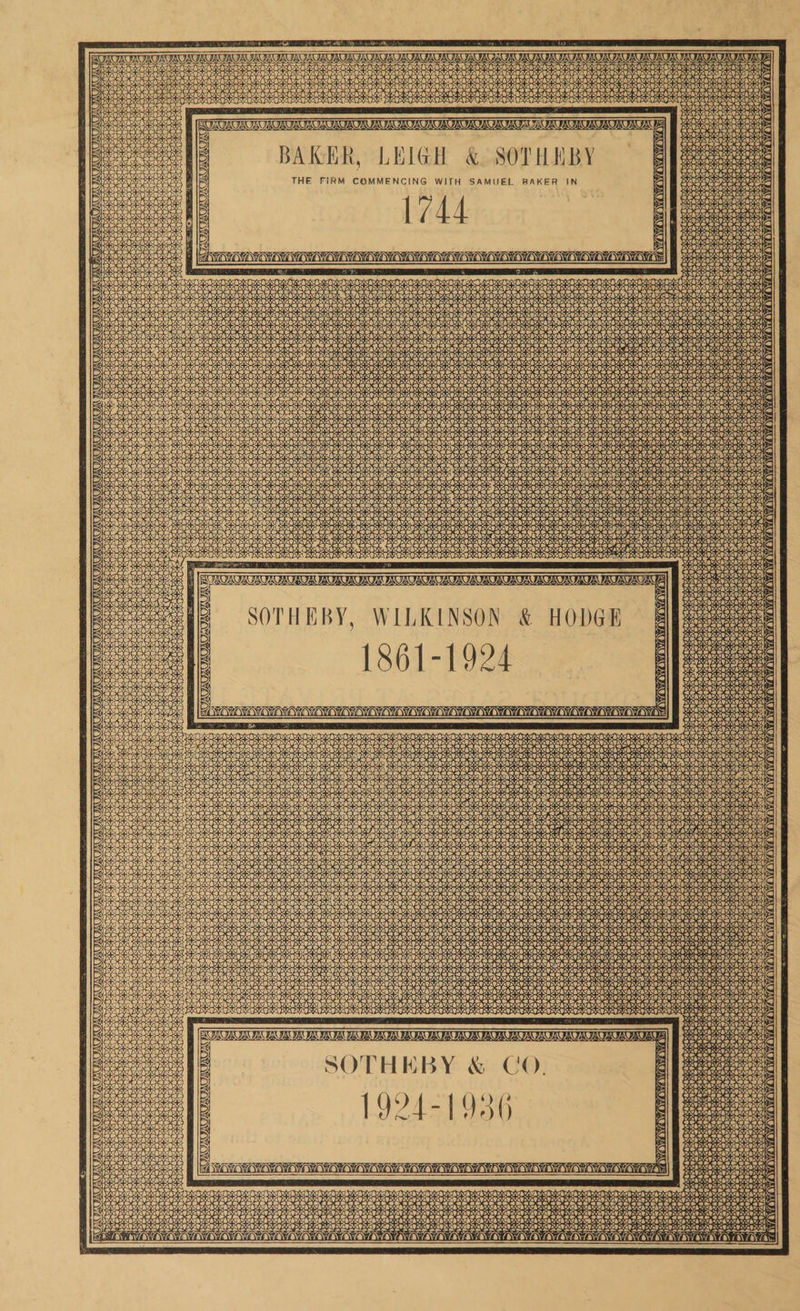 BAKER, LEIGH & SOTHEBY
THE FIRM COMMENCING WITH SAMUEL BAKER IN
1744
SOTHEBY, WILKINSON & HODGE
1861-1924
SOTHEBY & CO.
1924-1936